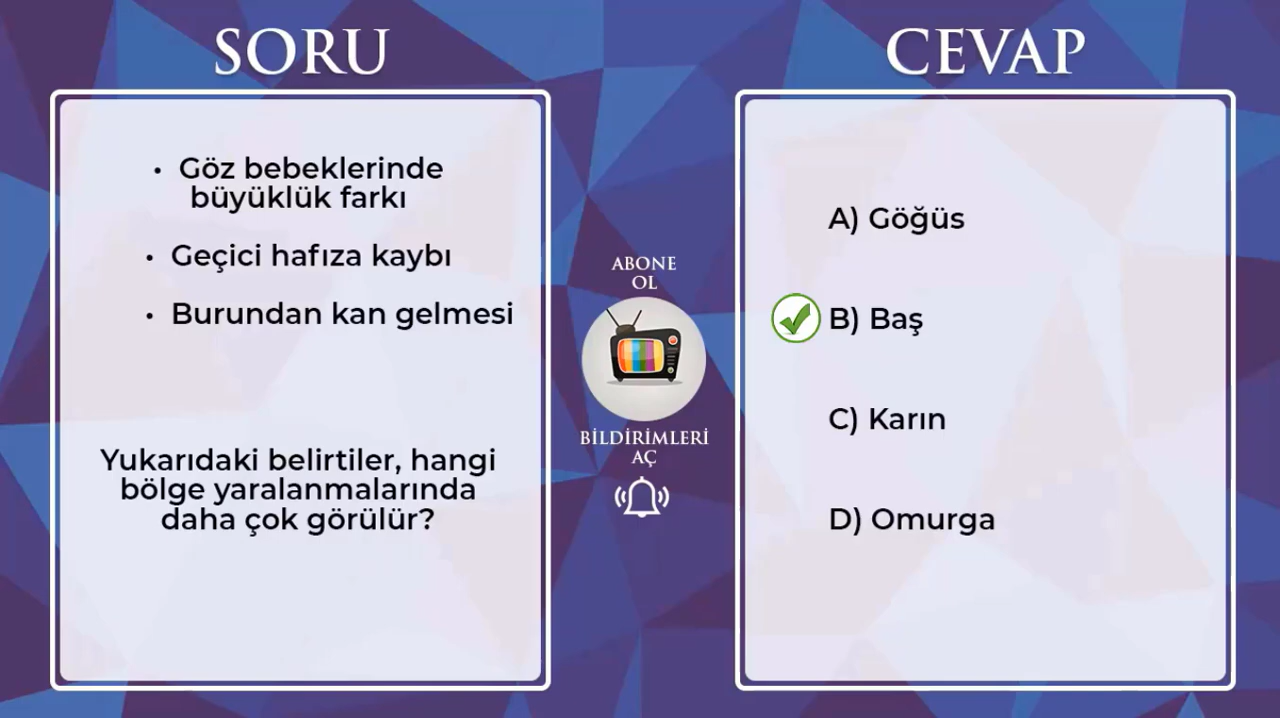 SORU
• Göz bebeklerinde
büyüklük farkı
• Geçici hafıza kaybı
• Burundan kan gelmesi
Yukarıdaki belirtiler, hangi
bölge yaralanmalarında
daha çok görülür?
ABONE
OL
BİLDİRİMLERİ
AÇ
CEVAP
A) Göğüs
B) Baş
C) Karın
D) Omurga